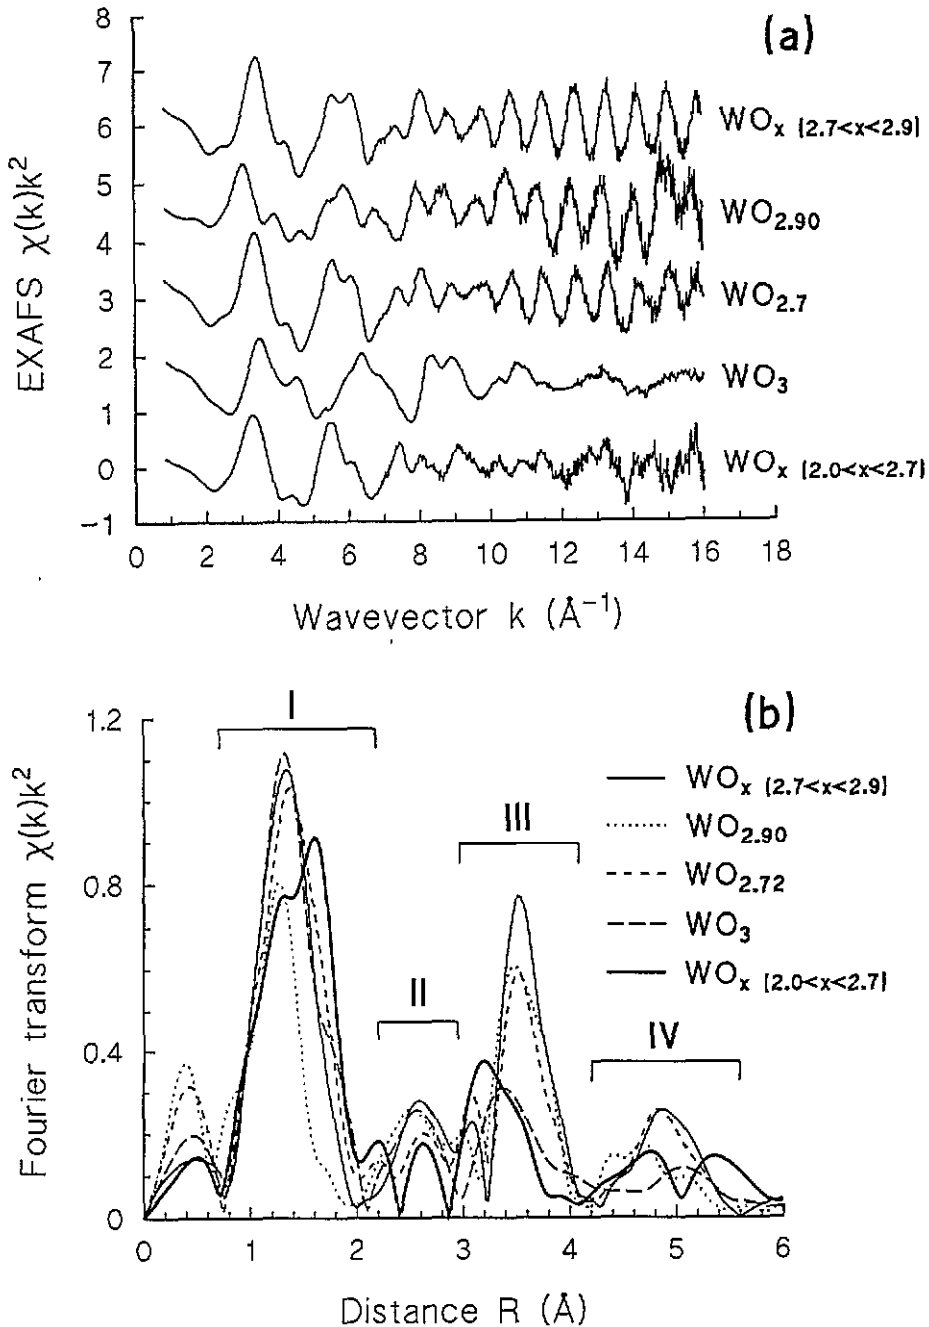 (a)
EXAFS χ(k)k²
8
7
6
5
4
3
2
1
0
−1
WOₓ [2.7<x<2.9]
WO₂.₉₀
WO₂.₇
WO₃
WOₓ [2.0<x<2.7]
0 2 4 6 8 10 12 14 16 18
Wavevector k (Å⁻¹)
(b)
Fourier transform χ(k)k²
1.2
0.8
0.4
0
I
II
III
IV
WOₓ [2.7<x<2.9]
WO₂.₉₀
WO₂.₇₂
WO₃
WOₓ [2.0<x<2.7]
0 1 2 3 4 5 6
Distance R (Å)